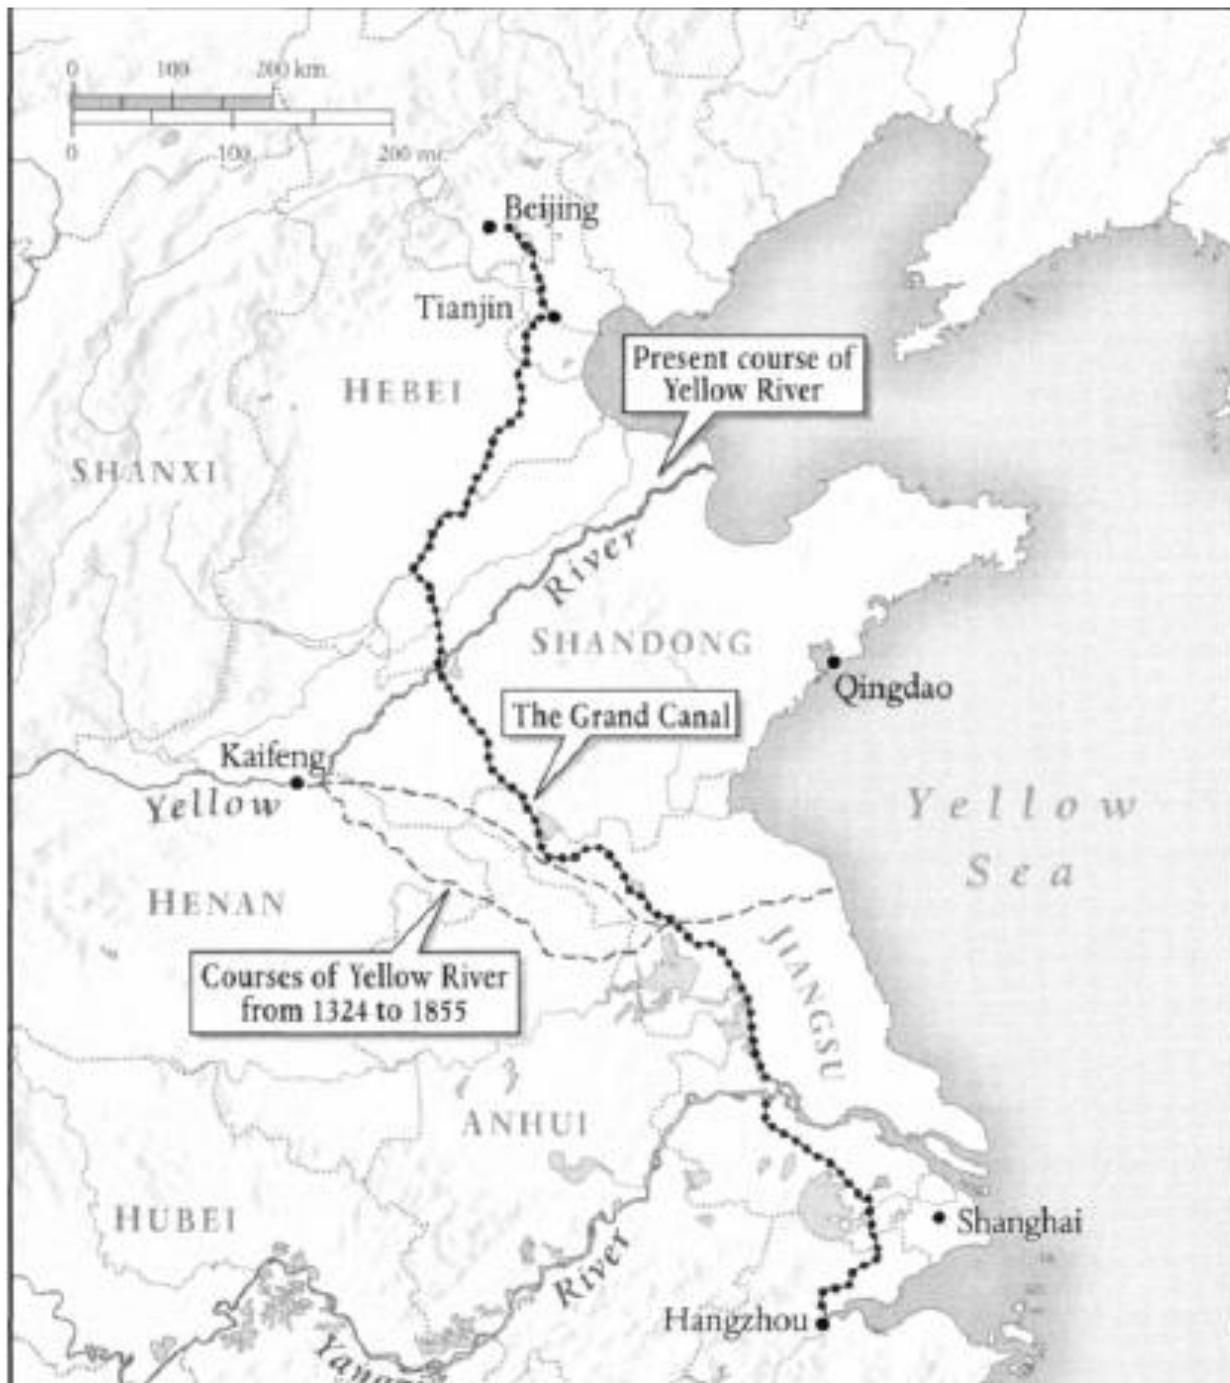 0 100 200 km.
0 100 200 mi.
Beijing
Tianjin
Present course of
Yellow River
HEBEI
SHANXI
River
SHANDONG
Qingdao
The Grand Canal
Kaifeng
Yellow
Yellow
Sea
HENAN
JIANGSU
Courses of Yellow River
from 1324 to 1855
ANHUI
HUBEI
Shanghai
River
Hangzhou